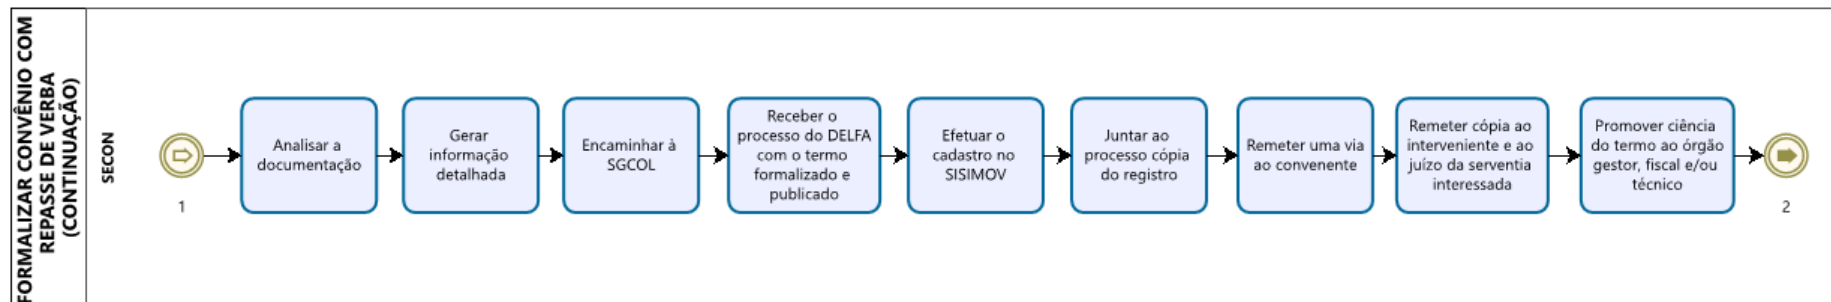 FORMALIZAR CONVÊNIO COM
REPASSE DE VERBA
(CONTINUAÇÃO)
SECON
1
Analisar a
documentação
Gerar
informação
detalhada
Encaminhar à
SGCOL
Receber o
processo do DELFA
com o termo
formalizado e
publicado
Efetuar o
cadastro no
SISIMOV
Juntar ao
processo cópia
do registro
Remeter uma via
ao convenente
Remeter cópia ao
interveniente e ao
juízo da serventia
interessada
Promover ciência
do termo ao órgão
gestor, fiscal e/ou
técnico
2